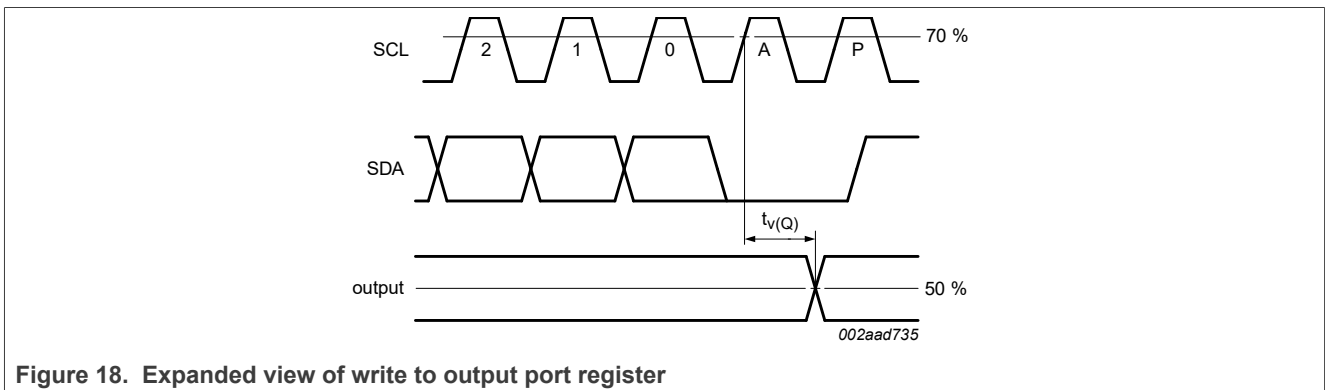 SCL 2 1 0 A P 70 %
SDA
tv(Q)
output 50 %
002aad735
Figure 18. Expanded view of write to output port register